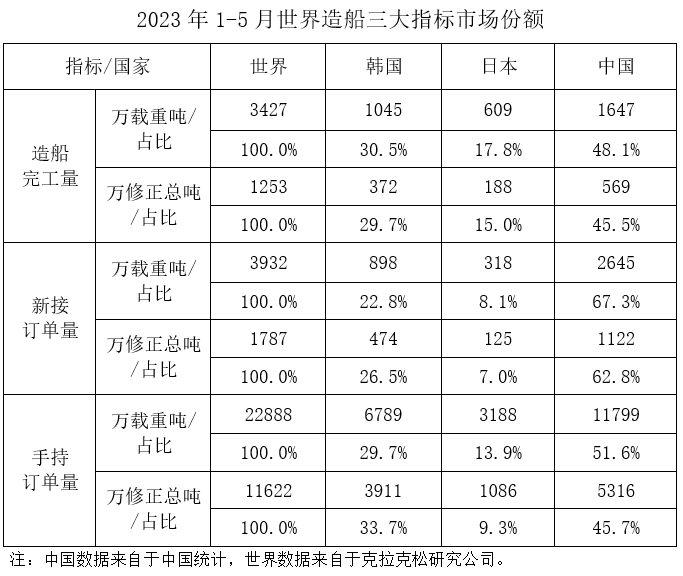 2023 年 1-5 月世界造船三大指标市场份额
指标/国家 世界 韩国 日本 中国
造船
完工量
万载重吨/
占比
3427 1045 609 1647
100.0% 30.5% 17.8% 48.1%
万修正总吨
/占比
1253 372 188 569
100.0% 29.7% 15.0% 45.5%
新接
订单量
万载重吨/
占比
3932 898 318 2645
100.0% 22.8% 8.1% 67.3%
万修正总吨
/占比
1787 474 125 1122
100.0% 26.5% 7.0% 62.8%
手持
订单量
万载重吨/
占比
22888 6789 3188 11799
100.0% 29.7% 13.9% 51.6%
万修正总吨
/占比
11622 3911 1086 5316
100.0% 33.7% 9.3% 45.7%
注：中国数据来自于中国统计，世界数据来自于克拉克松研究公司。